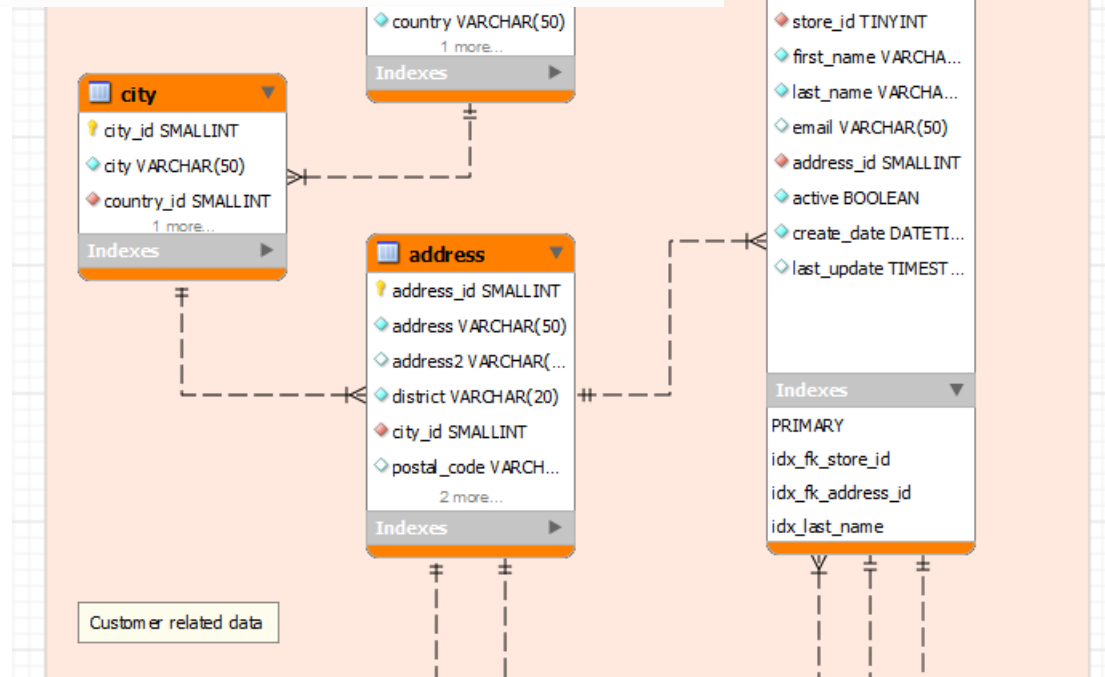 country VARCHAR(50)
1 more...
Indexes
city
city_id SMALLINT
city VARCHAR(50)
country_id SMALLINT
1 more...
Indexes
address
address_id SMALLINT
address VARCHAR(50)
address2 VARCHAR(...
district VARCHAR(20)
city_id SMALLINT
postal_code VARCH...
2 more...
Indexes
store_id TINYINT
first_name VARCHA...
last_name VARCHA...
email VARCHAR(50)
address_id SMALLINT
active BOOLEAN
create_date DATETI...
last_update TIMEST...
Indexes
PRIMARY
idx_fk_store_id
idx_fk_address_id
idx_last_name
Customer related data